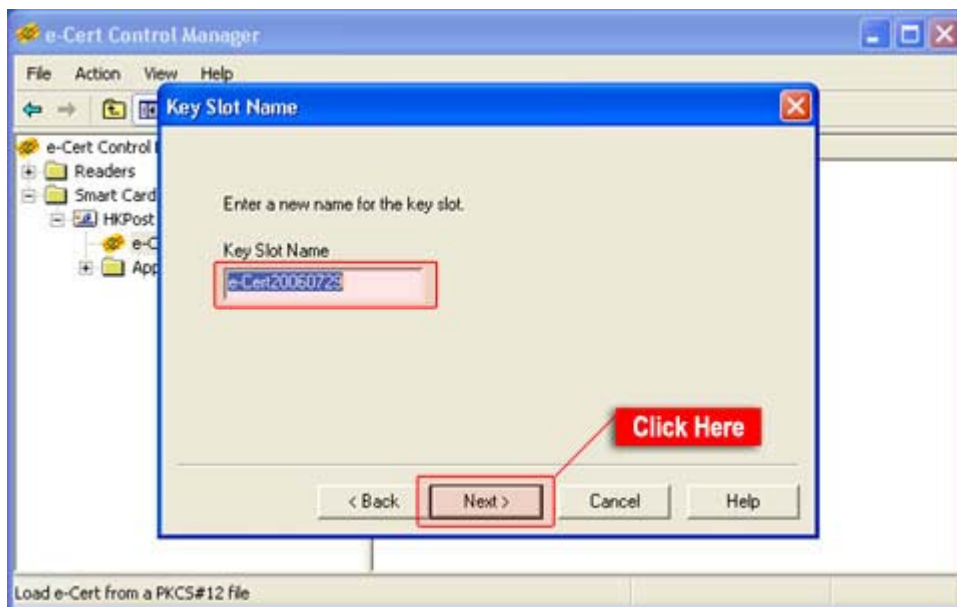 e-Cert Control Manager
File Action View Help
Key Slot Name
e-Cert Control
Readers
Smart Card
HKPost
e-C
App
Enter a new name for the key slot.
Key Slot Name
e-Cert20060729
Click Here
< Back Next > Cancel Help
Load e-Cert from a PKCS#12 file